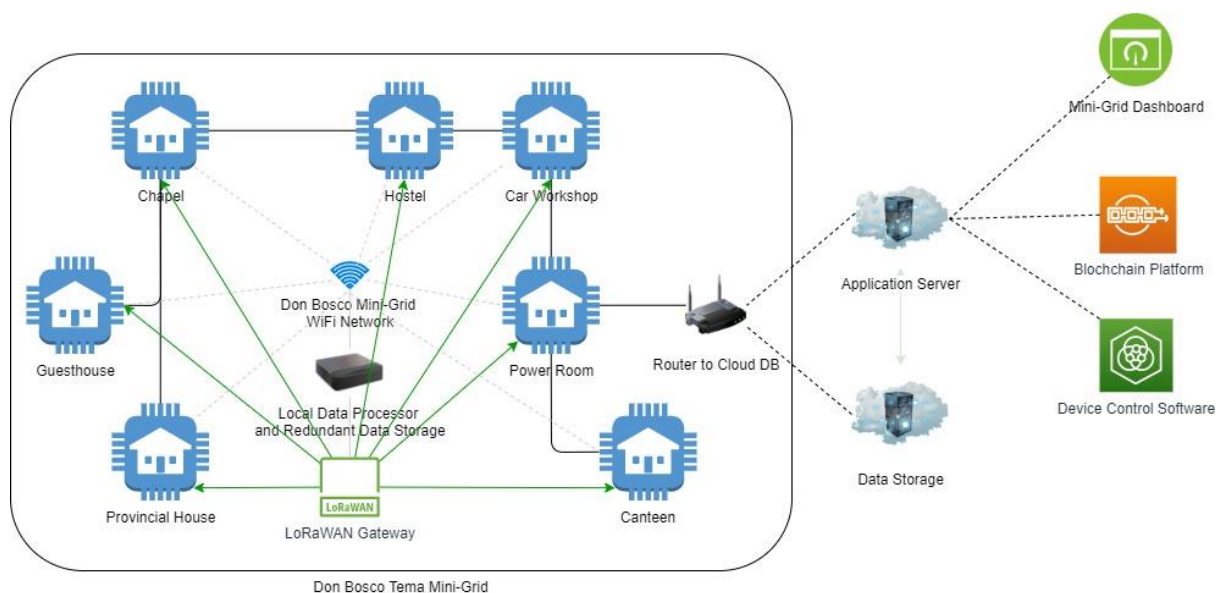 Mini-Grid Dashboard
Chapel
Hostel
Car Workshop
Blochchain Platform
Application Server
Don Bosco Mini-Grid
WiFi Network
Guesthouse
Power Room
Router to Cloud DB
Local Data Processor
and Redundant Data Storage
Device Control Software
Data Storage
LoRaWAN
Provincial House
LoRaWAN Gateway
Canteen
Don Bosco Tema Mini-Grid